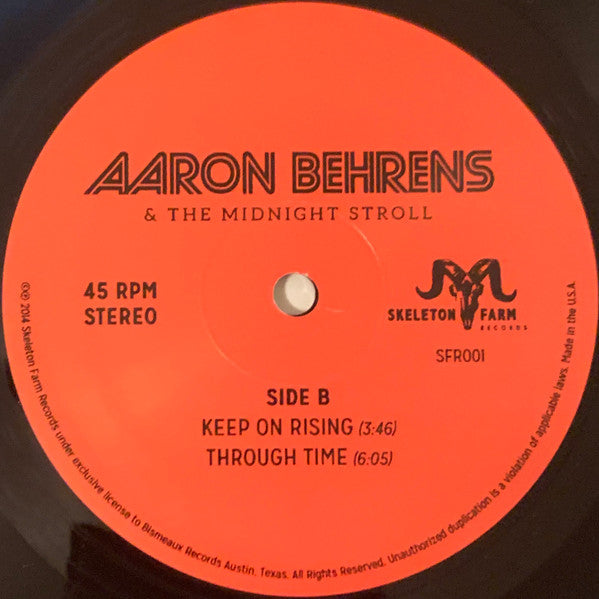 AARON BEHRENS
& THE MIDNIGHT STROLL
45 RPM
STEREO
SKELETON FARM
RECORDS
SFR001
SIDE B
KEEP ON RISING (3:46)
THROUGH TIME (6:05)
©℗ 2014 Skeleton Farm Records under exclusive license to Bismeaux Records Austin, Texas. All Rights Reserved. Unauthorized duplication is a violation of applicable laws. Made in the U.S.A.